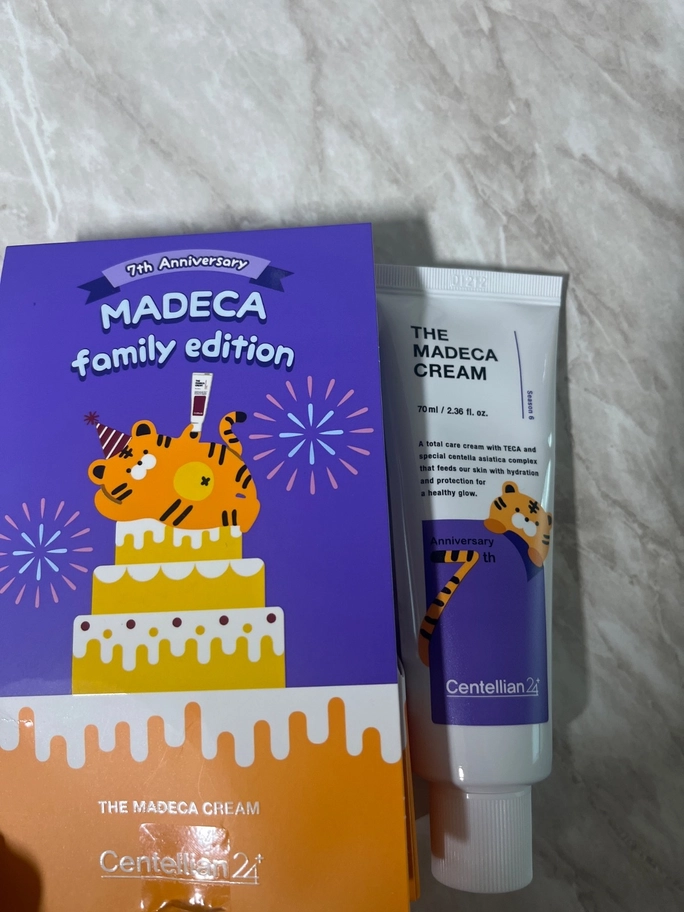 7th Anniversary
MADECA
family edition
THE MADECA CREAM
Centellian24+
THE
MADECA
CREAM
Season 6
70 ml / 2.36 fl. oz.
A total care cream with TECA and
special centella asiatica complex
that feeds our skin with hydration
and protection for
a healthy glow.
Anniversary
7 th
Centellian24+